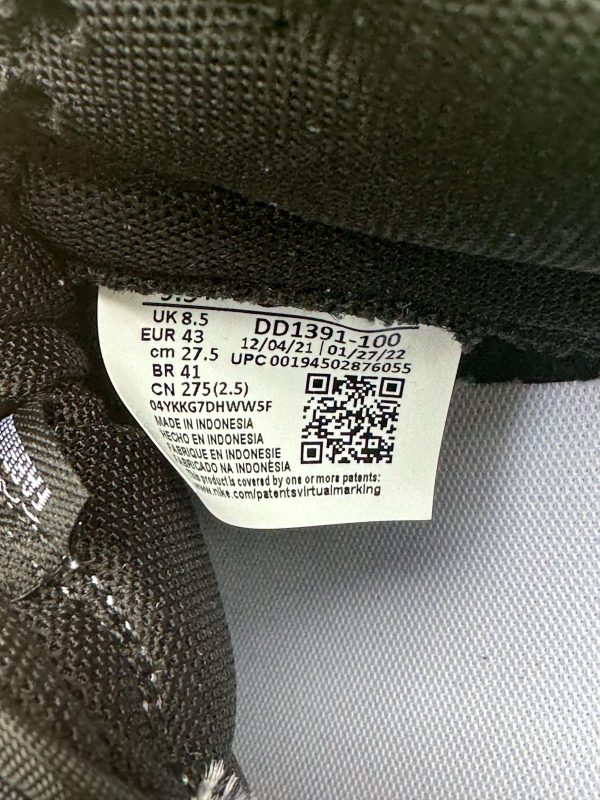 UK 8.5
EUR 43
cm 27.5
BR 41
CN 275(2.5)
04YKKG7DHWW5F
DD1391-100
12/04/21 | 01/27/22
UPC00194502876055
MADE IN INDONESIA
HECHO EN INDONESIA
FABRIQUE EN INDONESIE
FABRICADO NA INDONÉSIA
This product is covered by one or more patents:
www.nike.com/patentsvirtualmarking